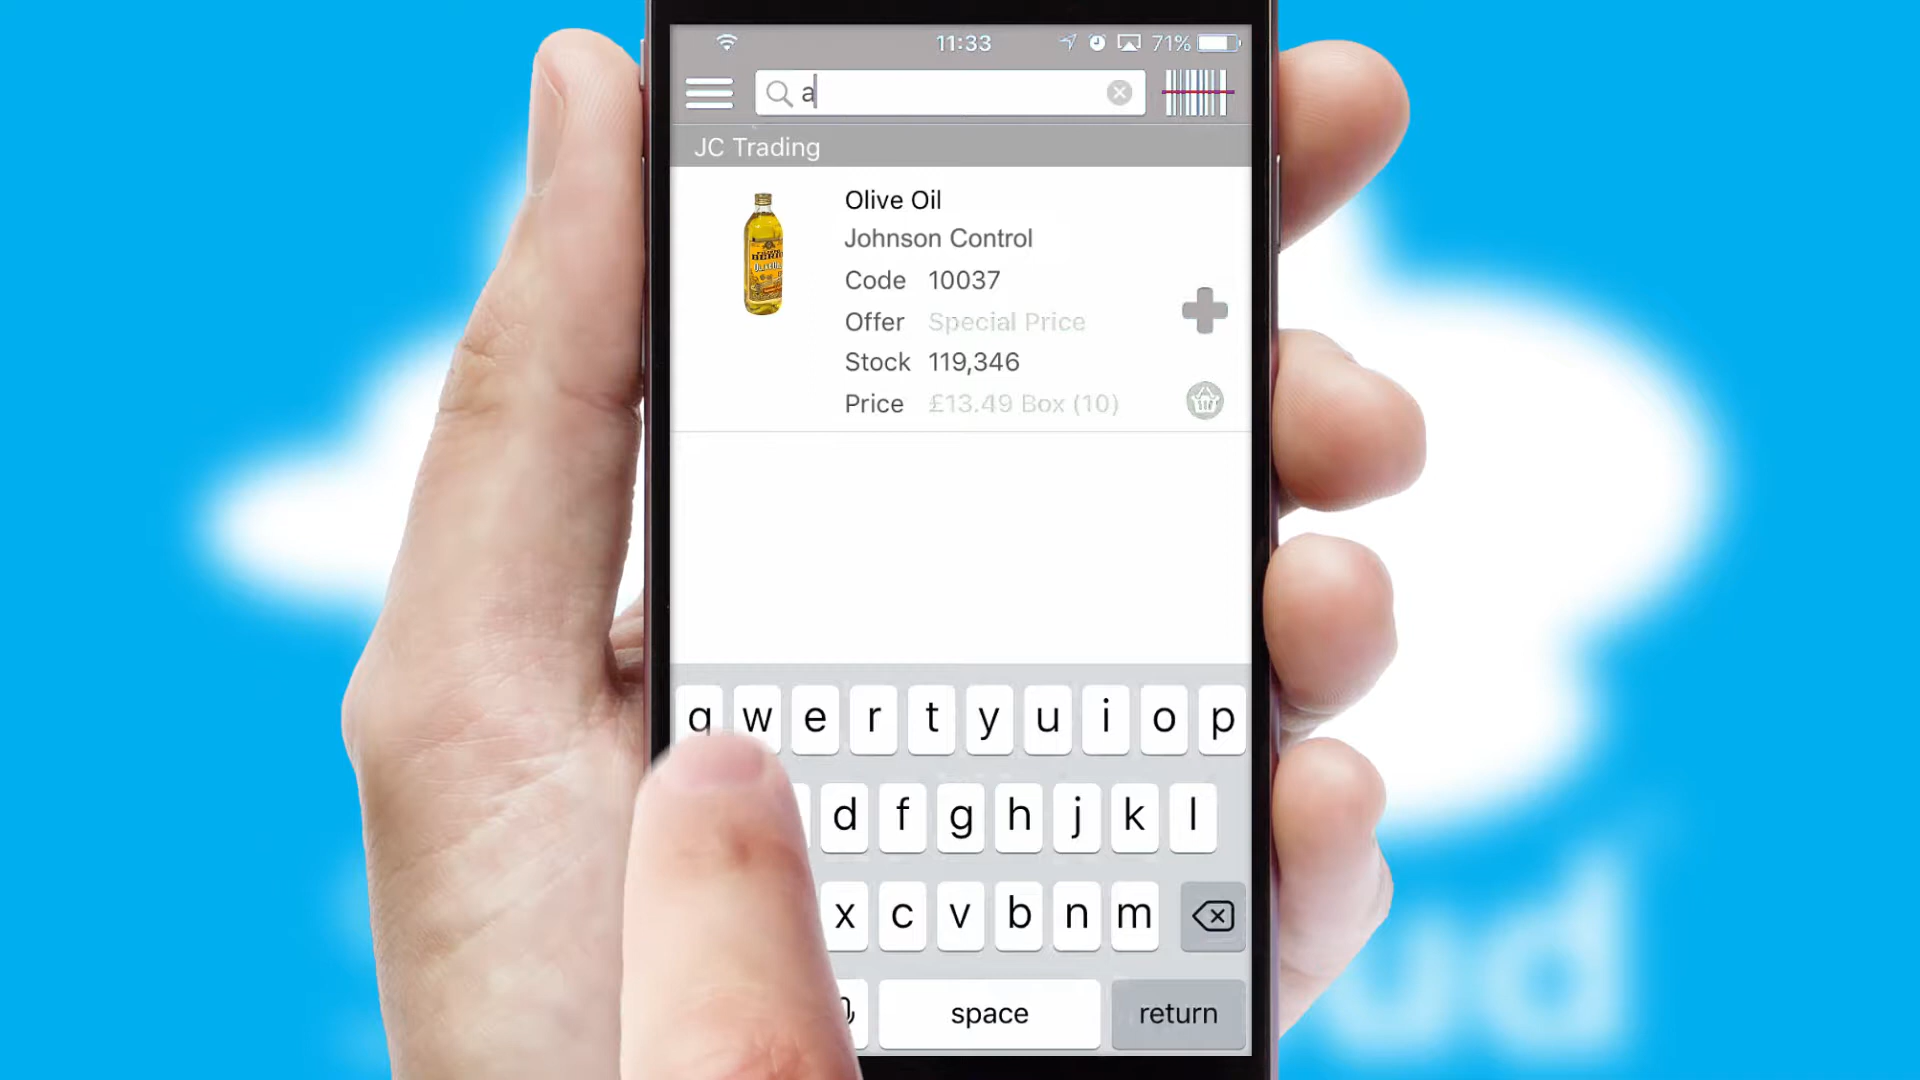 11:33 71%
a
JC Trading
Olive Oil
Johnson Control
Code 10037
Offer Special Price
Stock 119,346
Price £13.49 Box (10)
q w e r t y u i o p
d f g h j k l
x c v b n m
space return
ud